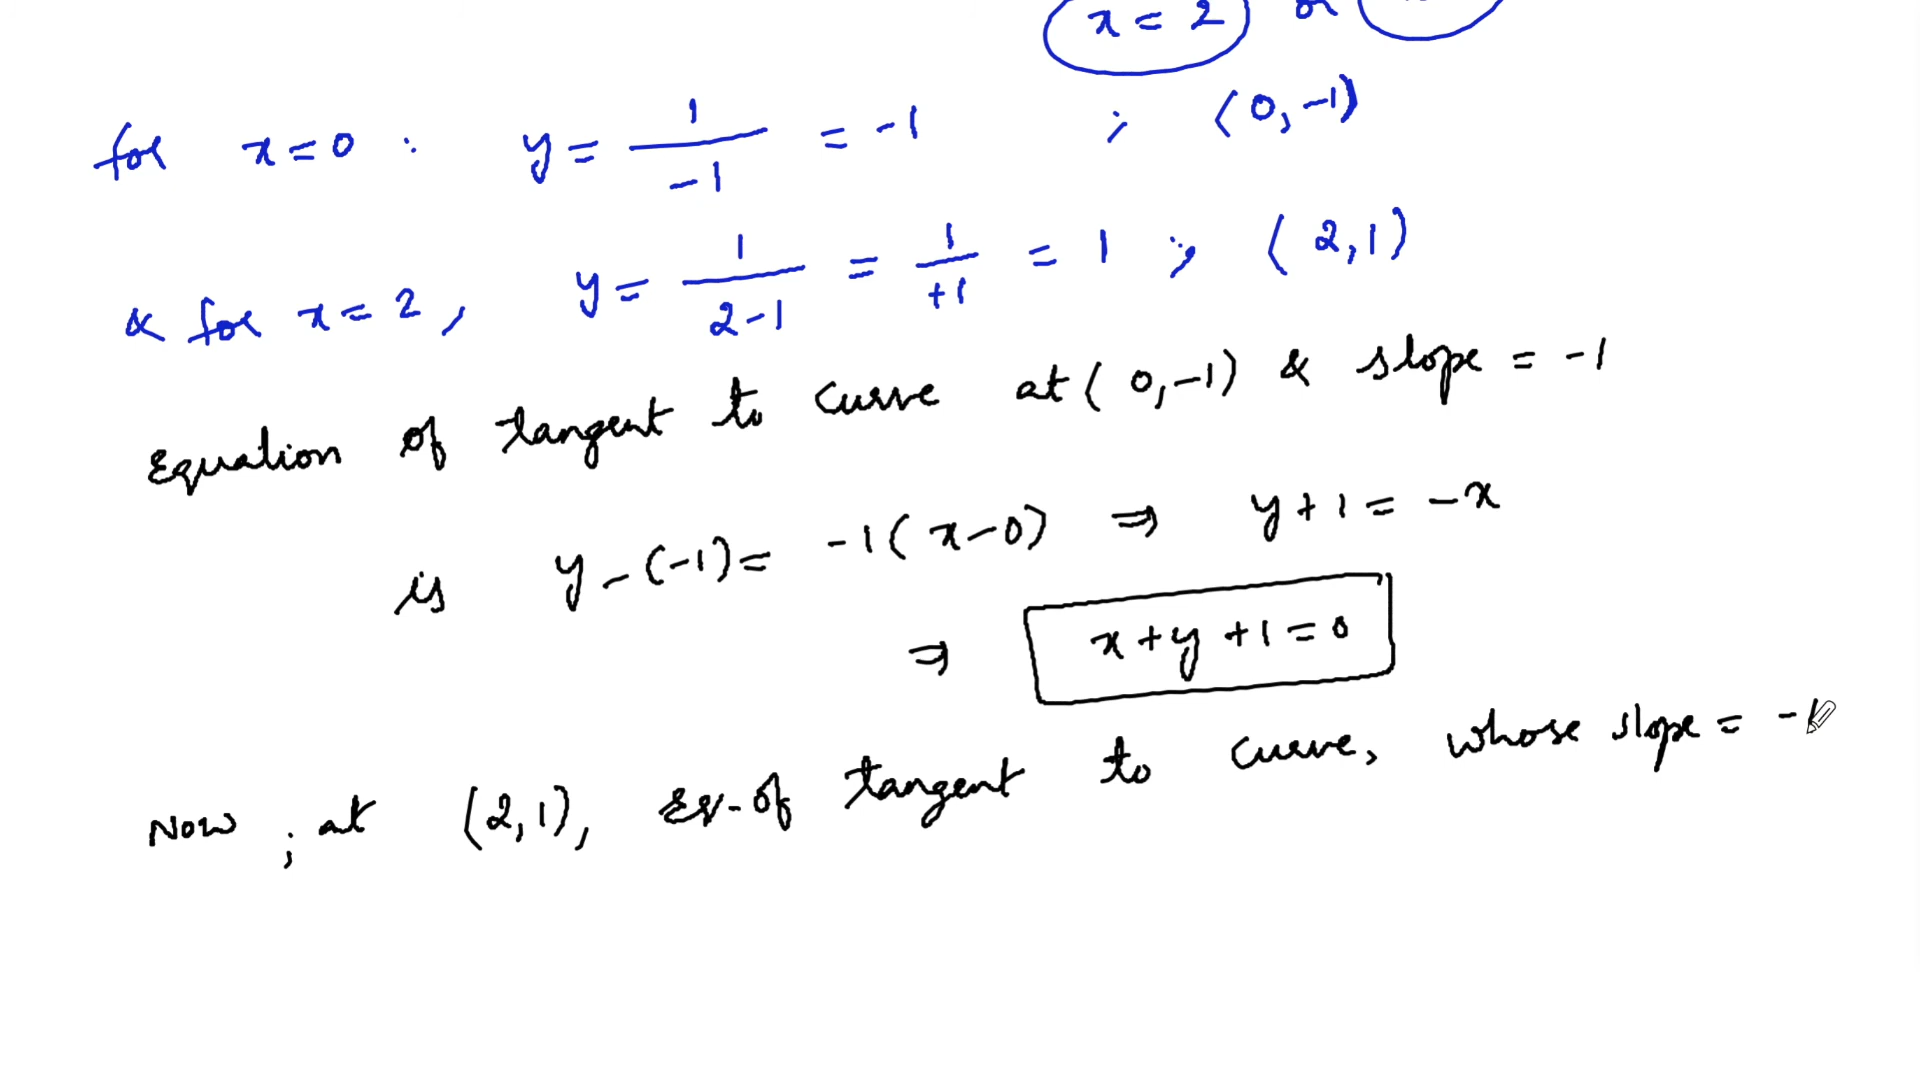 x = 2 or
for x = 0 : y = 1/-1 = -1 ; (0, -1)
& for x = 2, y = 1/2-1 = 1/+1 = 1 ; (2, 1)
Equation of tangent to curve at (0, -1) & slope = -1
is y - (-1) = -1(x - 0) ⇒ y + 1 = -x
⇒ x + y + 1 = 0
Now ; at (2, 1), Eq. of tangent to curve, whose slope = -1